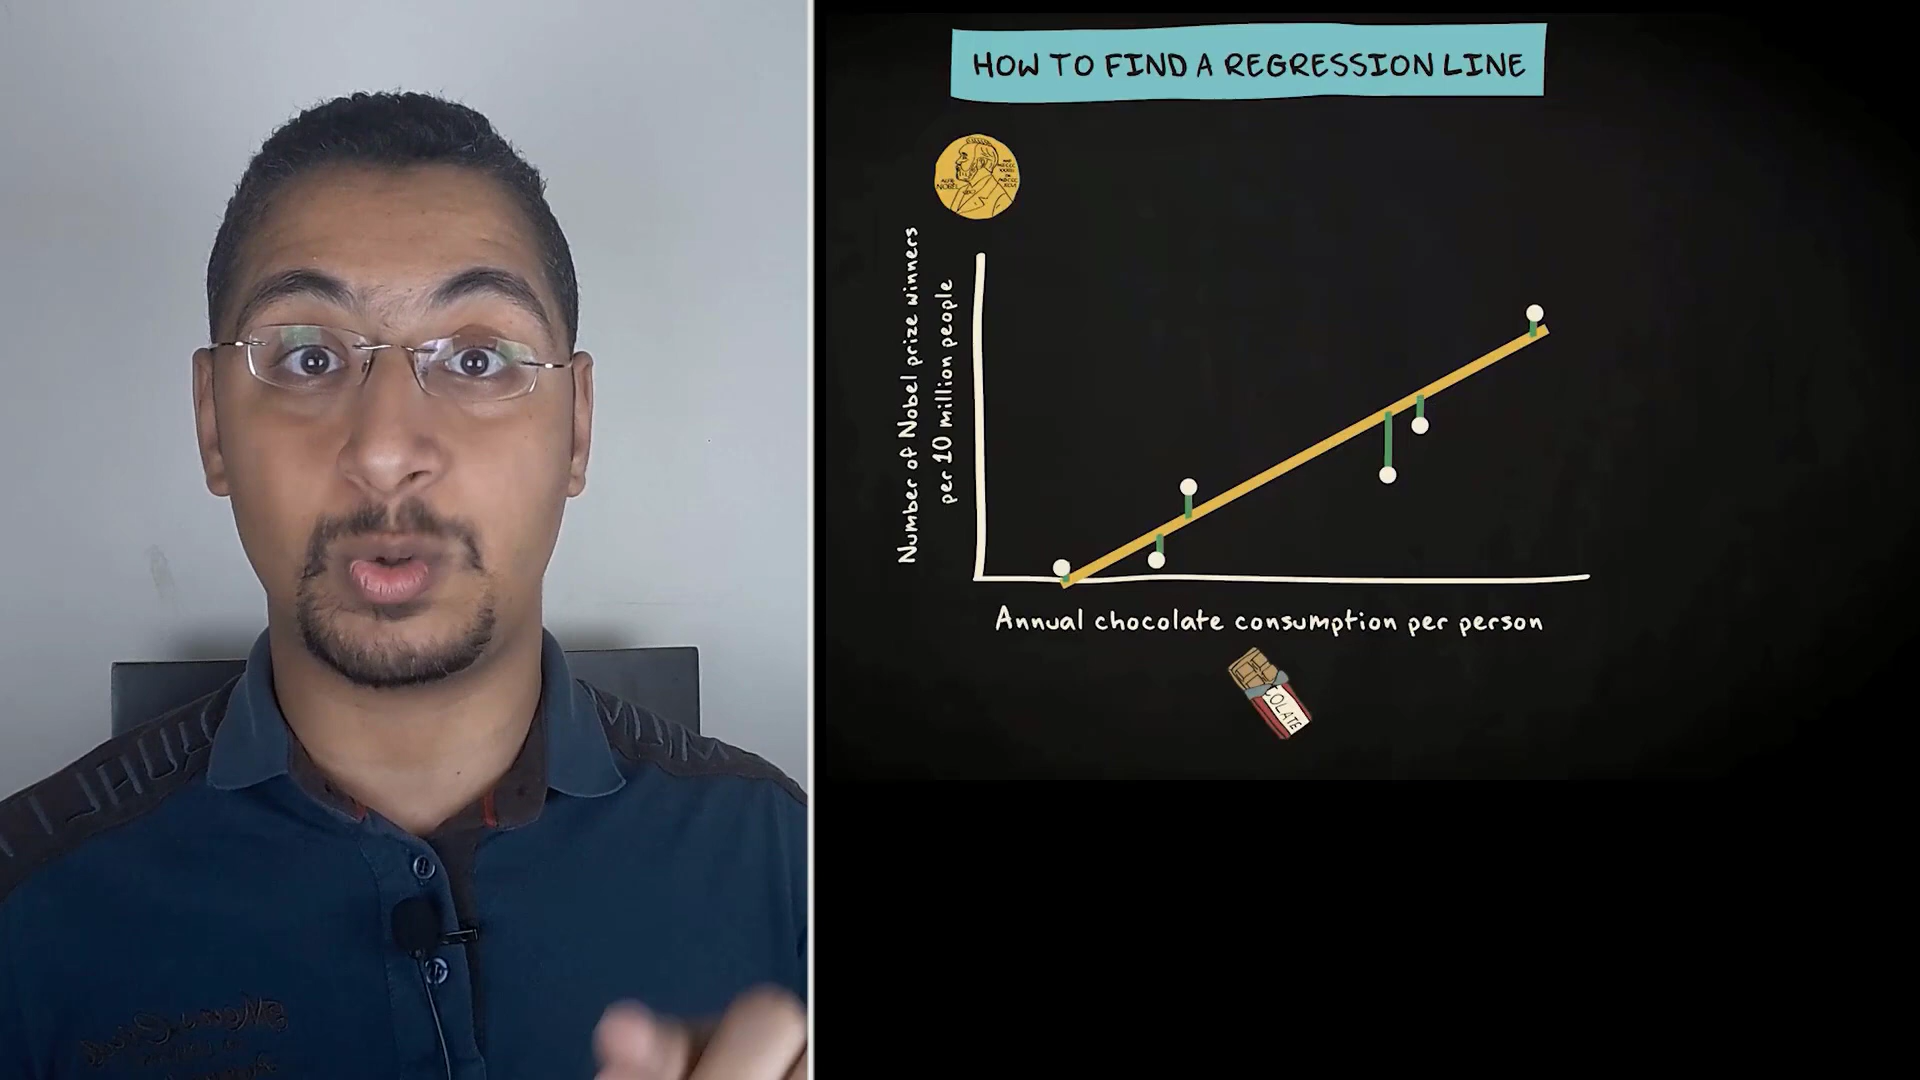 HOW TO FIND A REGRESSION LINE
NOBEL
Number of Nobel prize winners
per 10 million people
Annual chocolate consumption per person
COLATE